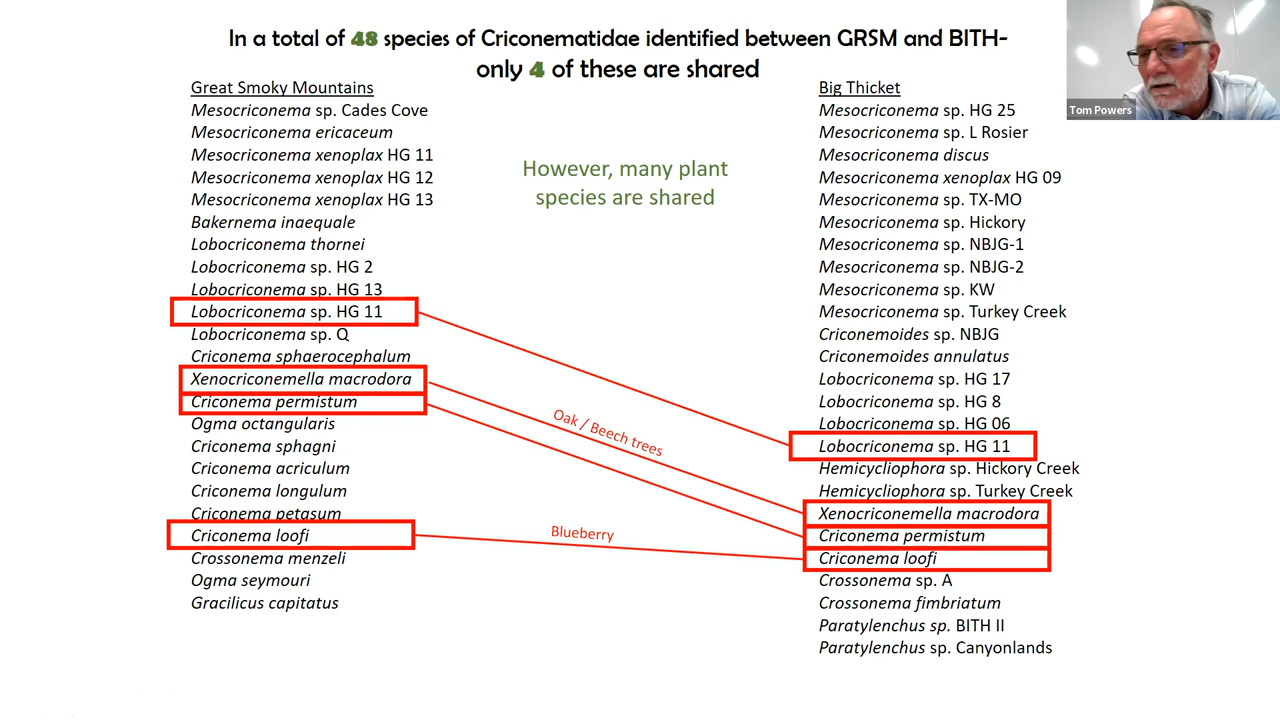 In a total of 48 species of Criconematidae identified between GRSM and BITH-
only 4 of these are shared
Great Smoky Mountains
Mesocriconema sp. Cades Cove
Mesocriconema ericaceum
Mesocriconema xenoplax HG 11
Mesocriconema xenoplax HG 12
Mesocriconema xenoplax HG 13
Bakernema inaequale
Lobocriconema thornei
Lobocriconema sp. HG 2
Lobocriconema sp. HG 13
Lobocriconema sp. HG 11
Lobocriconema sp. Q
Criconema sphaerocephalum
Xenocriconemella macrodora
Criconema permistum
Ogma octangularis
Criconema sphagni
Criconema acriculum
Criconema longulum
Criconema petasum
Criconema loofi
Crossonema menzeli
Ogma seymouri
Gracilicus capitatus
However, many plant
species are shared
Oak / Beech trees
Blueberry
Big Thicket
Mesocriconema sp. HG 25
Mesocriconema sp. L Rosier
Mesocriconema discus
Mesocriconema xenoplax HG 09
Mesocriconema sp. TX-MO
Mesocriconema sp. Hickory
Mesocriconema sp. NBJG-1
Mesocriconema sp. NBJG-2
Mesocriconema sp. KW
Mesocriconema sp. Turkey Creek
Criconemoides sp. NBJG
Criconemoides annulatus
Lobocriconema sp. HG 17
Lobocriconema sp. HG 8
Lobocriconema sp. HG 06
Lobocriconema sp. HG 11
Hemicycliophora sp. Hickory Creek
Hemicycliophora sp. Turkey Creek
Xenocriconemella macrodora
Criconema permistum
Criconema loofi
Crossonema sp. A
Crossonema fimbriatum
Paratylenchus sp. BITH II
Paratylenchus sp. Canyonlands
Tom Powers